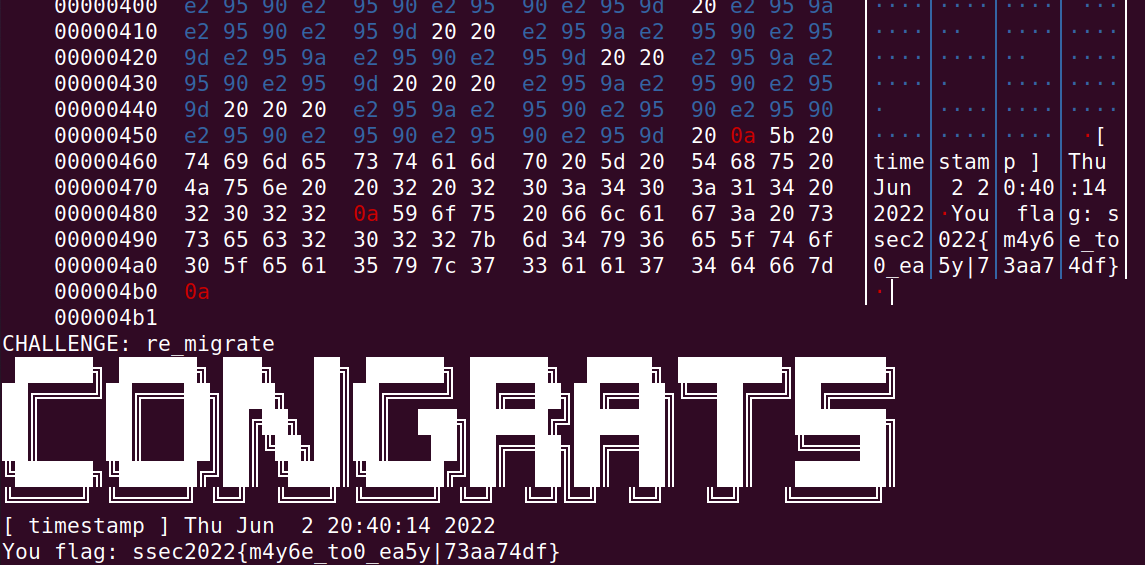 00000400 e2 95 90 e2 95 90 e2 95 90 e2 95 9d 20 e2 95 9a │····│····│···· │···│
00000410 e2 95 90 e2 95 9d 20 20 e2 95 9a e2 95 90 e2 95 │····│·· │····│····│
00000420 9d e2 95 9a e2 95 90 e2 95 9d 20 20 e2 95 9a e2 │····│····│·· │····│
00000430 95 90 e2 95 9d 20 20 20 e2 95 9a e2 95 90 e2 95 │····│· │····│····│
00000440 9d 20 20 20 e2 95 9a e2 95 90 e2 95 90 e2 95 90 │· │····│····│····│
00000450 e2 95 90 e2 95 90 e2 95 90 e2 95 9d 20 0a 5b 20 │····│····│····│ ·[ │
00000460 74 69 6d 65 73 74 61 6d 70 20 5d 20 54 68 75 20 │time│stam│p ] │Thu │
00000470 4a 75 6e 20 20 32 20 32 30 3a 34 30 3a 31 34 20 │Jun │ 2 2│0:40│:14 │
00000480 32 30 32 32 0a 59 6f 75 20 66 6c 61 67 3a 20 73 │2022│·You│ fla│g: s│
00000490 73 65 63 32 30 32 32 7b 6d 34 79 36 65 5f 74 6f │sec2│022{│m4y6│e_to│
000004a0 30 5f 65 61 35 79 7c 37 33 61 61 37 34 64 66 7d │0_ea│5y|7│3aa7│4df}│
000004b0 0a │·│
000004b1
CHALLENGE: re_migrate
CONGRATS
[ timestamp ] Thu Jun  2 20:40:14 2022
You flag: ssec2022{m4y6e_to0_ea5y|73aa74df}